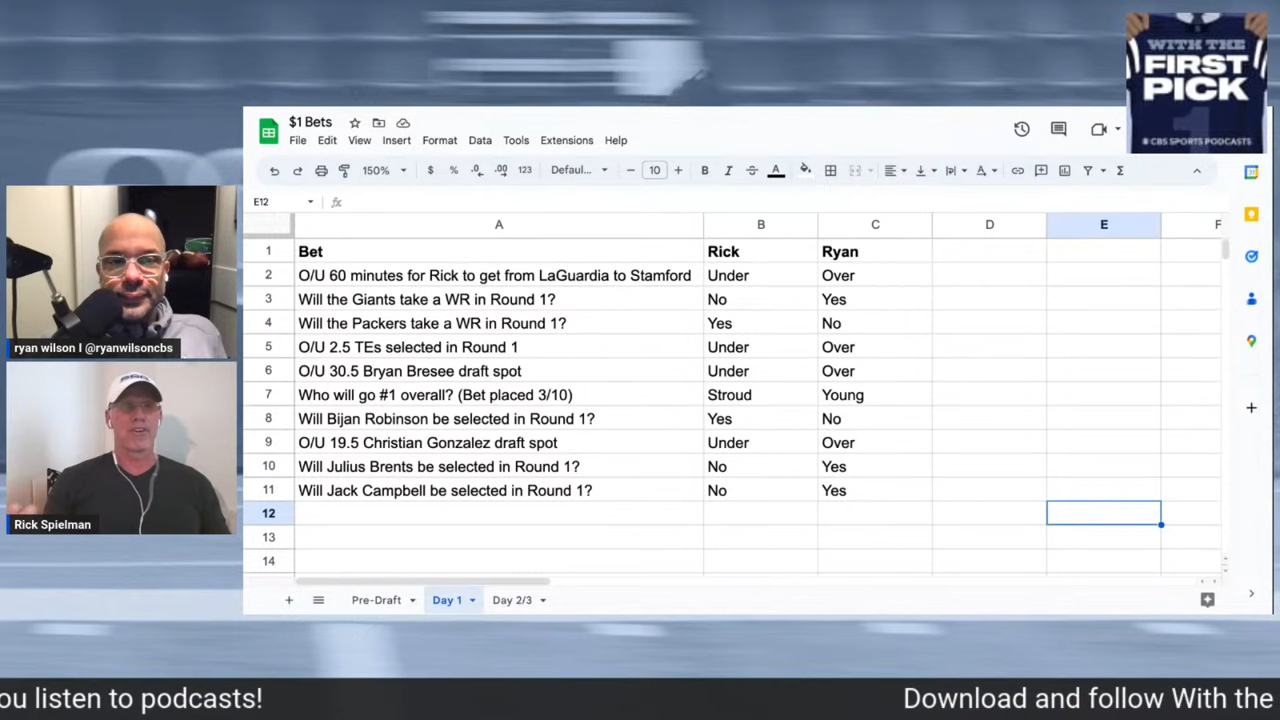 WITH THE
FIRST
PICK
CBS SPORTS PODCASTS
$1 Bets
File Edit View Insert Format Data Tools Extensions Help
150% $ % .0 .00 123 Defaul... 10 B I A
E12 fx
A B C D E F
1 Bet Rick Ryan
2 O/U 60 minutes for Rick to get from LaGuardia to Stamford Under Over
3 Will the Giants take a WR in Round 1? No Yes
4 Will the Packers take a WR in Round 1? Yes No
5 O/U 2.5 TEs selected in Round 1 Under Over
6 O/U 30.5 Bryan Bresee draft spot Under Over
7 Who will go #1 overall? (Bet placed 3/10) Stroud Young
8 Will Bijan Robinson be selected in Round 1? Yes No
9 O/U 19.5 Christian Gonzalez draft spot Under Over
10 Will Julius Brents be selected in Round 1? No Yes
11 Will Jack Campbell be selected in Round 1? No Yes
12
13
14
Pre-Draft Day 1 Day 2/3
ryan wilson I @ryanwilsoncbs
Rick Spielman
ou listen to podcasts! Download and follow With the